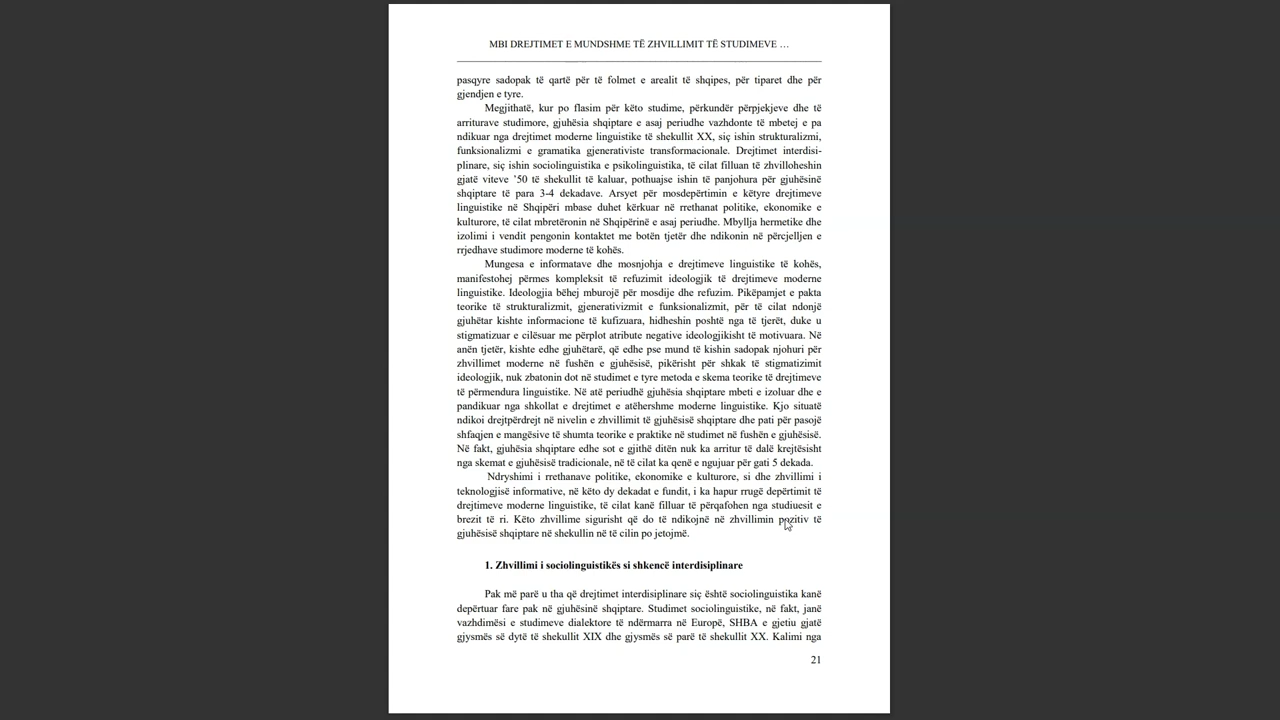 MBI DREJTIMET E MUNDSHME TË ZHVILLIMIT TË STUDIMEVE …
pasqyre sadopak të qartë për të folmet e arealit të shqipes, për tiparet dhe për
gjendjen e tyre.
Megjithatë, kur po flasim për këto studime, përkundër përpjekjeve dhe të
arriturave studimore, gjuhësia shqiptare e asaj periudhe vazhdonte të mbetej e pa
ndikuar nga drejtimet moderne linguistike të shekullit XX, siç ishin strukturalizmi,
funksionalizmi e gramatika gjenerativiste transformacionale. Drejtimet interdisi-
plinare, siç ishin sociolinguistika e psikolinguistika, të cilat filluan të zhvilloheshin
gjatë viteve ’50 të shekullit të kaluar, pothuajse ishin të panjohura për gjuhësinë
shqiptare të para 3-4 dekadave. Arsyet për mosdepërtimin e këtyre drejtimeve
linguistike në Shqipëri mbase duhet kërkuar në rrethanat politike, ekonomike e
kulturore, të cilat mbretëronin në Shqipërinë e asaj periudhe. Mbyllja hermetike dhe
izolimi i vendit pengonin kontaktet me botën tjetër dhe ndikonin në përcjelljen e
rrjedhave studimore moderne të kohës.
Mungesa e informatave dhe mosnjohja e drejtimeve linguistike të kohës,
manifestohej përmes kompleksit të refuzimit ideologjik të drejtimeve moderne
linguistike. Ideologjia bëhej mburojë për mosdije dhe refuzim. Pikëpamjet e pakta
teorike të strukturalizmit, gjenerativizmit e funksionalizmit, për të cilat ndonjë
gjuhëtar kishte informacione të kufizuara, hidheshin poshtë nga të tjerët, duke u
stigmatizuar e cilësuar me përplot atribute negative ideologjikisht të motivuara. Në
anën tjetër, kishte edhe gjuhëtarë, që edhe pse mund të kishin sadopak njohuri për
zhvillimet moderne në fushën e gjuhësisë, pikërisht për shkak të stigmatizimit
ideologjik, nuk zbatonin dot në studimet e tyre metoda e skema teorike të drejtimeve
të përmendura linguistike. Në atë periudhë gjuhësia shqiptare mbeti e izoluar dhe e
pandikuar nga shkollat e drejtimet e atëhershme moderne linguistike. Kjo situatë
ndikoi drejtpërdrejt në nivelin e zhvillimit të gjuhësisë shqiptare dhe pati për pasojë
shfaqjen e mangësive të shumta teorike e praktike në studimet në fushën e gjuhësisë.
Në fakt, gjuhësia shqiptare edhe sot e gjithë ditën nuk ka arritur të dalë krejtësisht
nga skemat e gjuhësisë tradicionale, në të cilat ka qenë e ngujuar për gati 5 dekada.
Ndryshimi i rrethanave politike, ekonomike e kulturore, si dhe zhvillimi i
teknologjisë informative, në këto dy dekadat e fundit, i ka hapur rrugë depërtimit të
drejtimeve moderne linguistike, të cilat kanë filluar të përqafohen nga studiuesit e
brezit të ri. Këto zhvillime sigurisht që do të ndikojnë në zhvillimin pozitiv të
gjuhësisë shqiptare në shekullin në të cilin po jetojmë.
1. Zhvillimi i sociolinguistikës si shkencë interdisiplinare
Pak më parë u tha që drejtimet interdisiplinare siç është sociolinguistika kanë
depërtuar fare pak në gjuhësinë shqiptare. Studimet sociolinguistike, në fakt, janë
vazhdimësi e studimeve dialektore të ndërmarra në Europë, SHBA e gjetiu gjatë
gjysmës së dytë të shekullit XIX dhe gjysmës së parë të shekullit XX. Kalimi nga
21